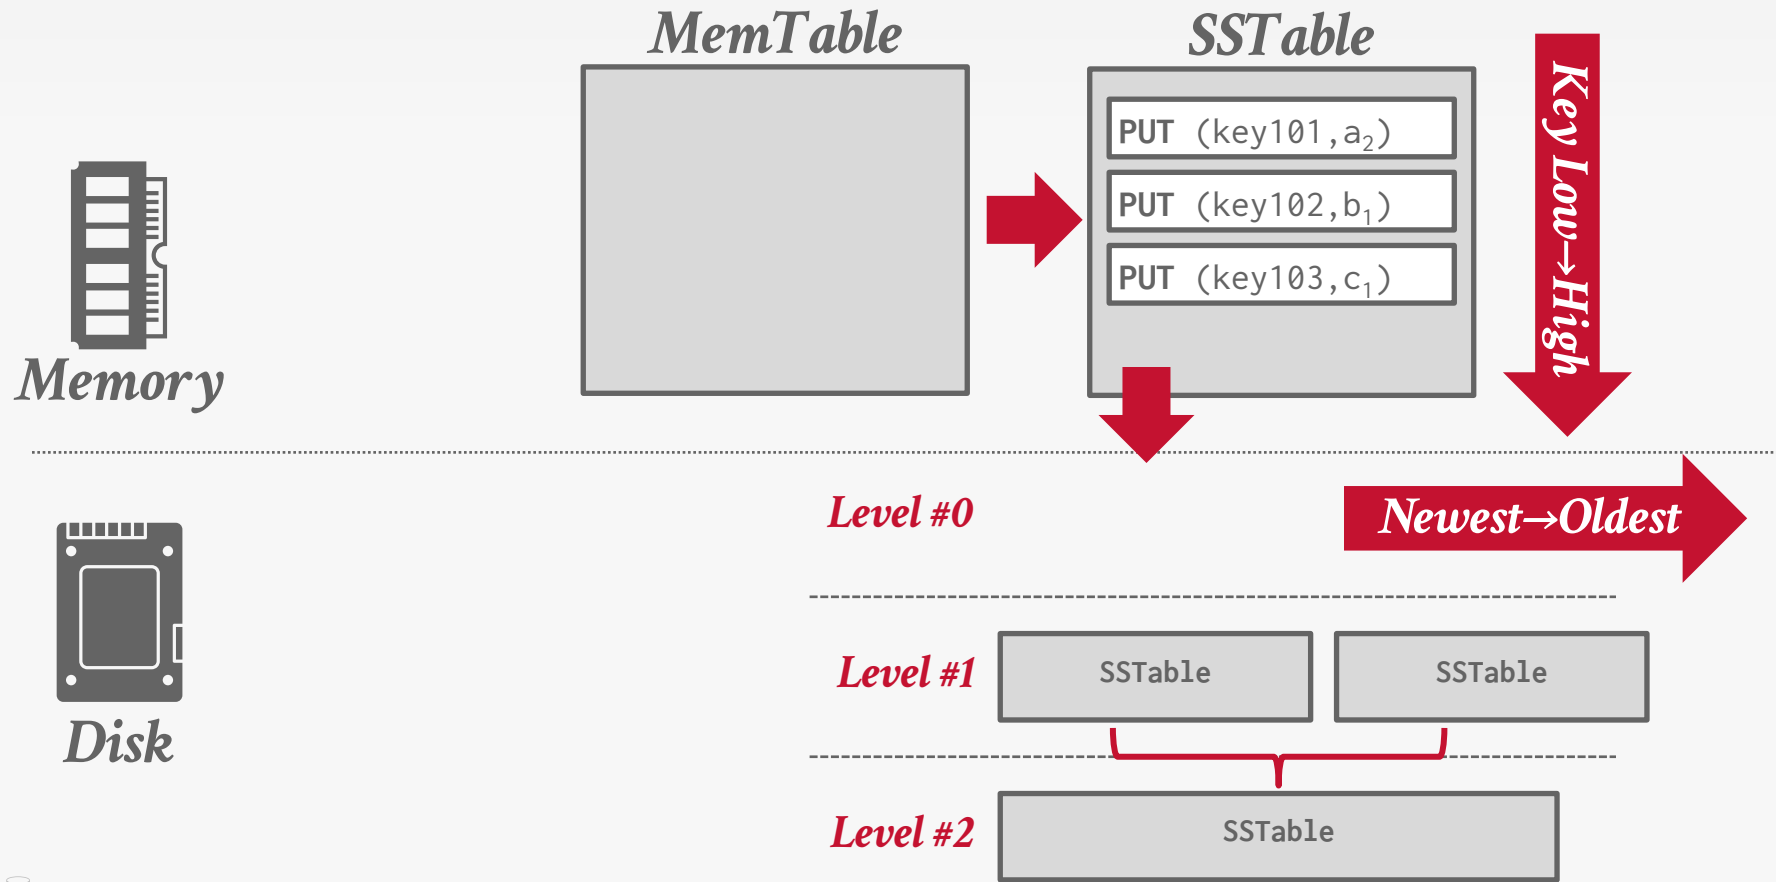 MemTable
SSTable
PUT (key101,a₂)
PUT (key102,b₁)
PUT (key103,c₁)
Key Low→High
Memory
Level #0
Newest→Oldest
Level #1
SSTable
SSTable
Disk
Level #2
SSTable